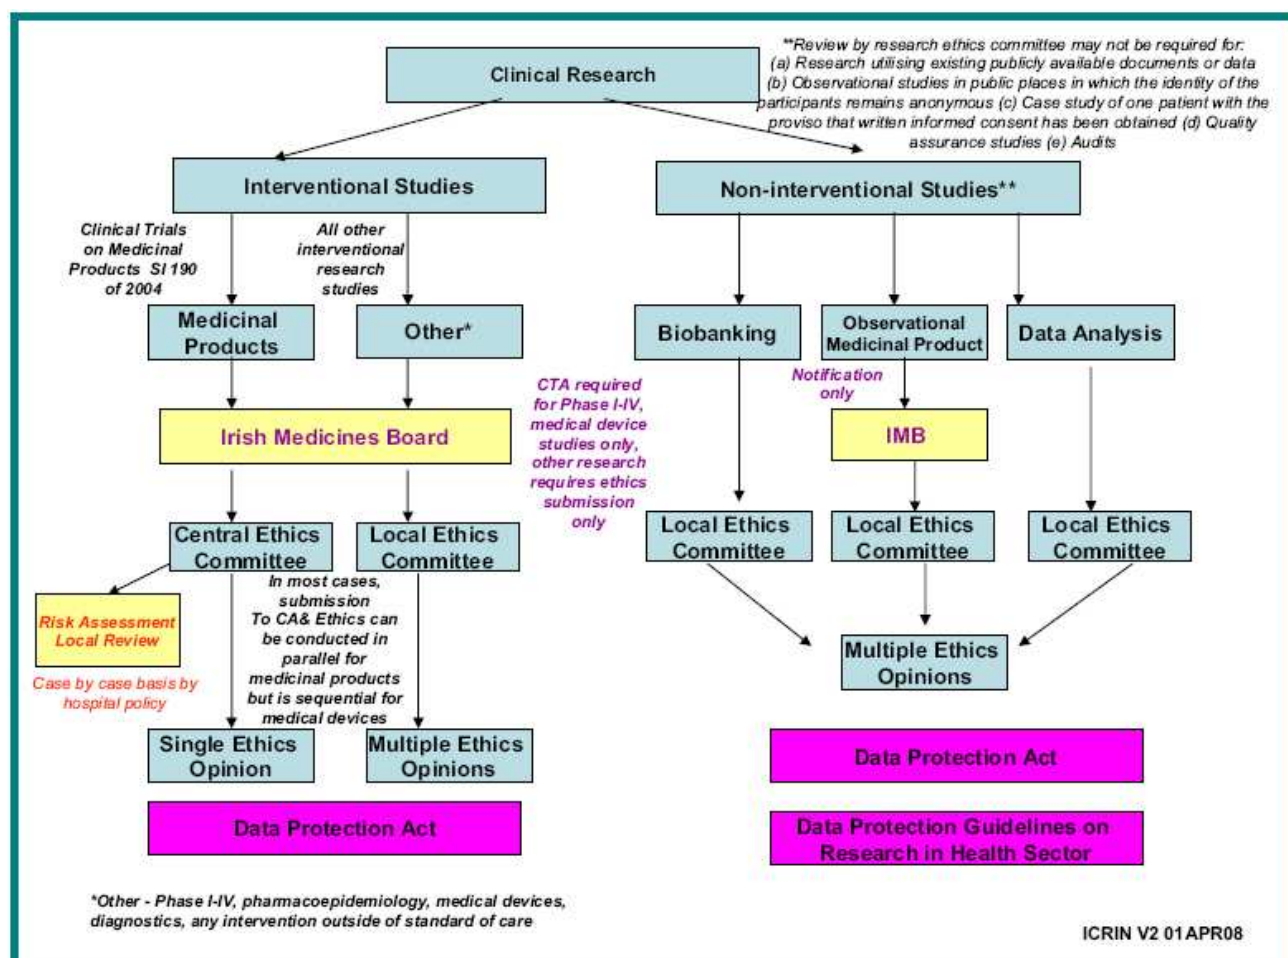 **Review by research ethics committee may not be required for:
(a) Research utilising existing publicly available documents or data
(b) Observational studies in public places in which the identity of the
participants remains anonymous (c) Case study of one patient with the
proviso that written informed consent has been obtained (d) Quality
assurance studies (e) Audits
Clinical Research
Interventional Studies
Non-interventional Studies**
Clinical Trials
on Medicinal
Products SI 190
of 2004
All other
interventional
research
studies
Medicinal
Products
Other*
Biobanking
Observational
Medicinal Product
Data Analysis
CTA required
for Phase I-IV,
medical device
studies only,
other research
requires ethics
submission
only
Notification
only
Irish Medicines Board
IMB
Central Ethics
Committee
Local Ethics
Committee
Local Ethics
Committee
Local Ethics
Committee
Local Ethics
Committee
Risk Assessment
Local Review
Case by case basis by
hospital policy
In most cases,
submission
To CA& Ethics can
be conducted in
parallel for
medicinal products
but is sequential for
medical devices
Multiple Ethics
Opinions
Single Ethics
Opinion
Multiple Ethics
Opinions
Data Protection Act
Data Protection Act
Data Protection Guidelines on
Research in Health Sector
*Other - Phase I-IV, pharmacoepidemiology, medical devices,
diagnostics, any intervention outside of standard of care
ICRIN V2 01APR08